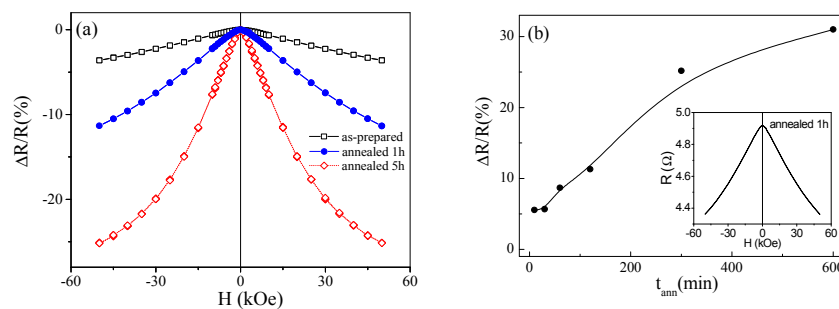 (a)
0
-10
-20
ΔR/R(%)
as-prepared
annealed 1h
annealed 5h
-60 -30 0 30 60
H (kOe)
(b)
40
30
20
10
0
ΔR/R(%)
0 200 400 600
t_ann(min)
5.0
4.8
4.6
4.4
R (Ω)
annealed 1h
-60 -30 0 30 60
H (kOe)